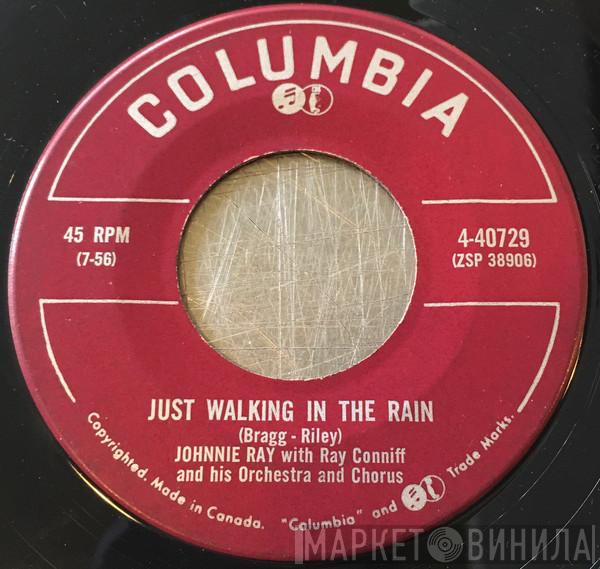 COLUMBIA
45 RPM
(7-56)
4-40729
(ZSP 38906)
JUST WALKING IN THE RAIN
(Bragg - Riley)
JOHNNIE RAY with Ray Conniff
and his Orchestra and Chorus
Copyrighted. Made in Canada. "Columbia" and Trade Marks.
МАРКЕТ ВИНИЛА